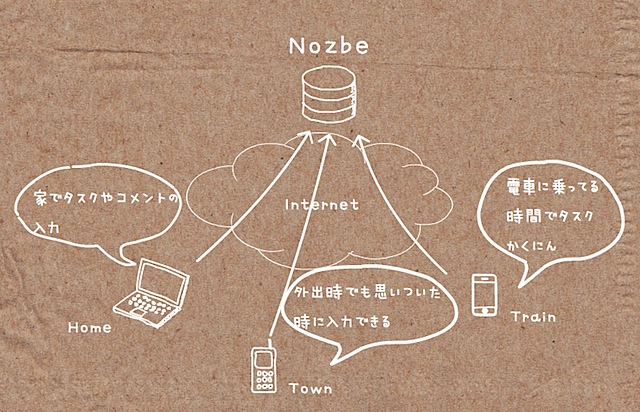 Nozbe
Internet
家でタスクやコメントの
入力
Home
外出時でも思いついた
時に入力できる
Town
電車に乗ってる
時間でタスク
かくにん
Train